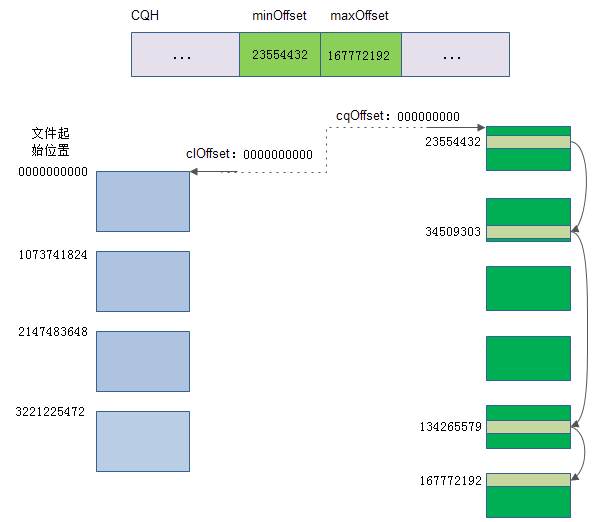 CQH
minOffset
maxOffset
...
23554432
167772192
...
cqOffset：000000000
文件起
始位置
clOffset：0000000000
23554432
0000000000
34509303
1073741824
2147483648
3221225472
134265579
167772192